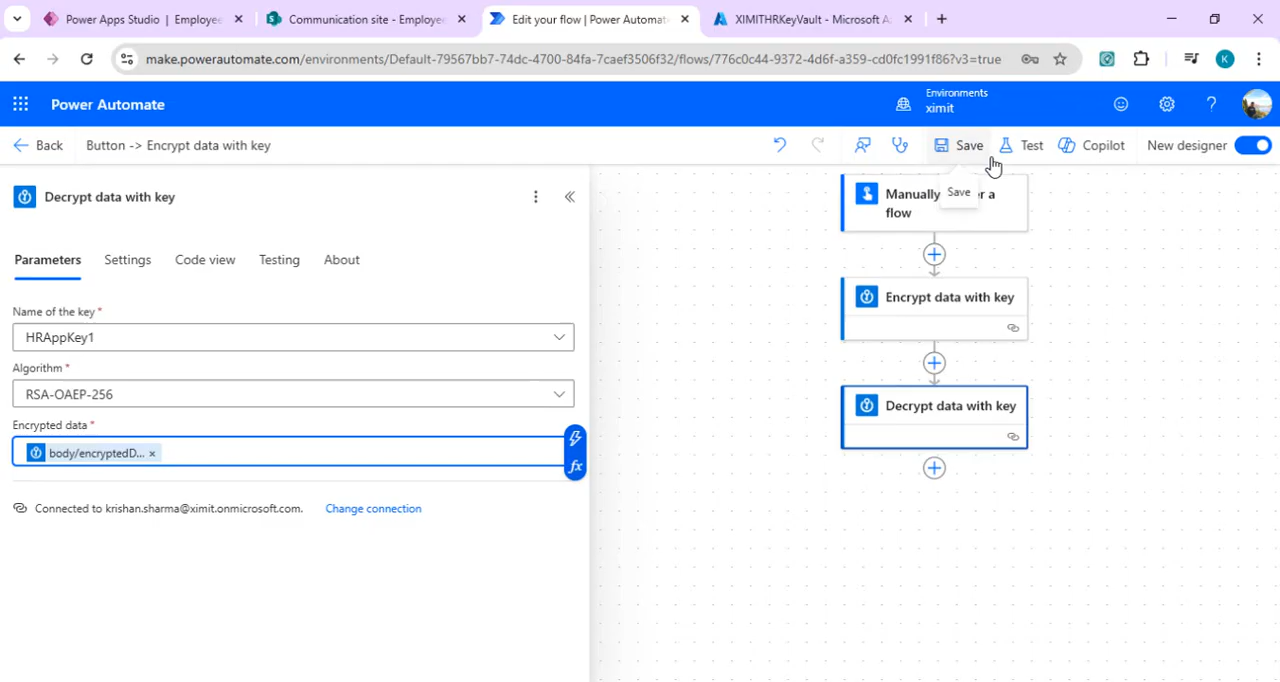 Power Apps Studio | Employee
Communication site - Employee
Edit your flow | Power Automate
XIMITHRKeyVault - Microsoft A
make.powerautomate.com/environments/Default-79567bb7-74dc-4700-84fa-7caef3506f32/flows/776c0c44-9372-4d6f-a359-cd0fc1991f86?v3=true
K
Power Automate
Environments
ximit
Back
Button -> Encrypt data with key
Save
Test
Copilot
New designer
Decrypt data with key
Parameters
Settings
Code view
Testing
About
Name of the key *
HRAppKey1
Algorithm *
RSA-OAEP-256
Encrypted data *
body/encryptedD...
fx
Connected to krishan.sharma@ximit.onmicrosoft.com.
Change connection
Save
Manually r a
flow
Encrypt data with key
Decrypt data with key